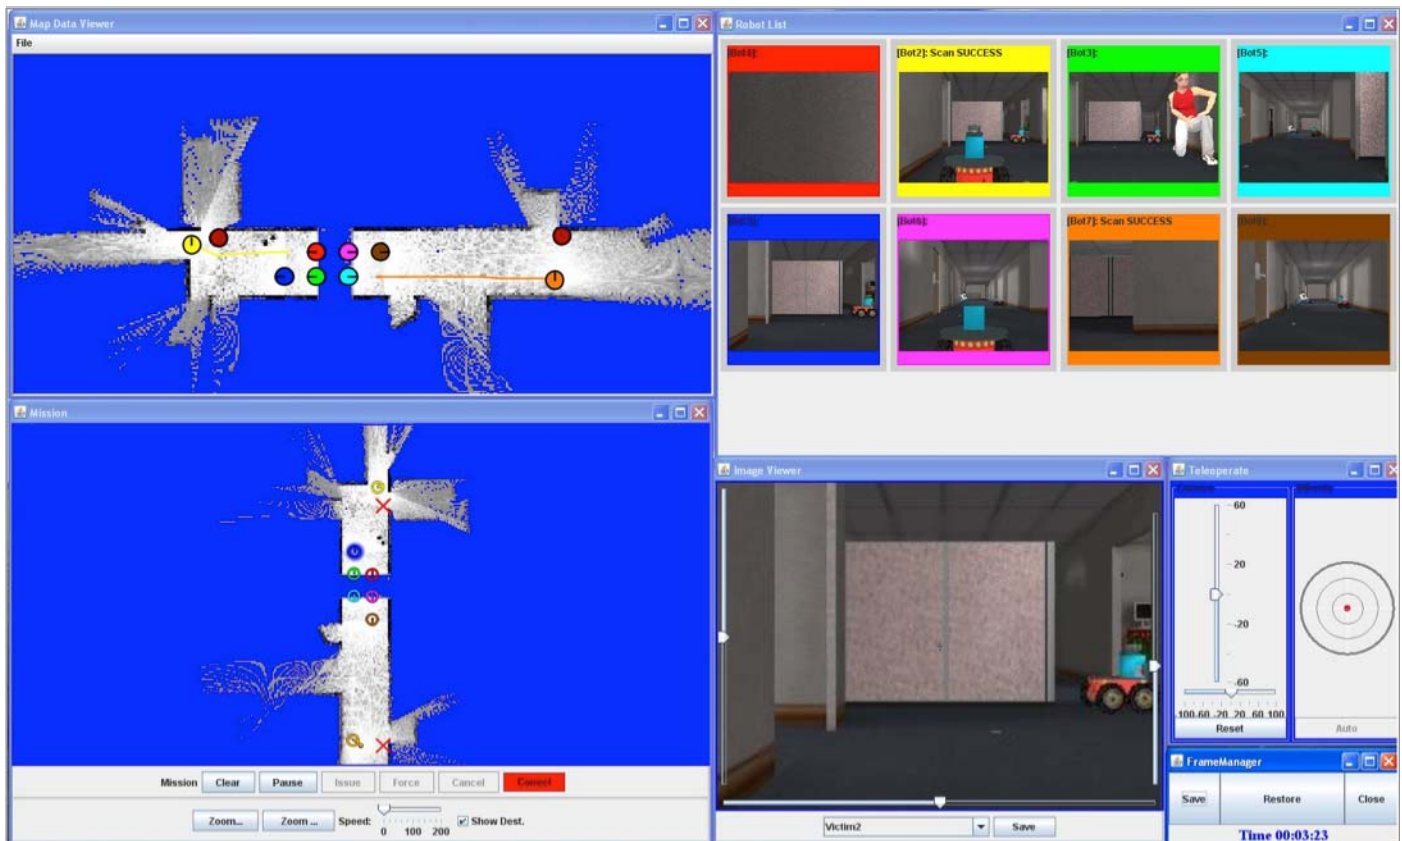 Map Data Viewer
File
Robot List
[Bot4]:
[Bot2]: Scan SUCCESS
[Bot3]:
[Bot5]:
[Bot6]:
[Bot7]: Scan SUCCESS
Mission
Mission Clear Pause Issue Force Cancel Connect
Zoom... Zoom ... Speed: 0 100 200 Show Dest.
Image Viewer
Victim2 Save
Teleoperate
60
20
-20
-60
-100-60 -20 20 60 100
Reset
Auto
FrameManager
Save Restore Close
Time 00:03:23